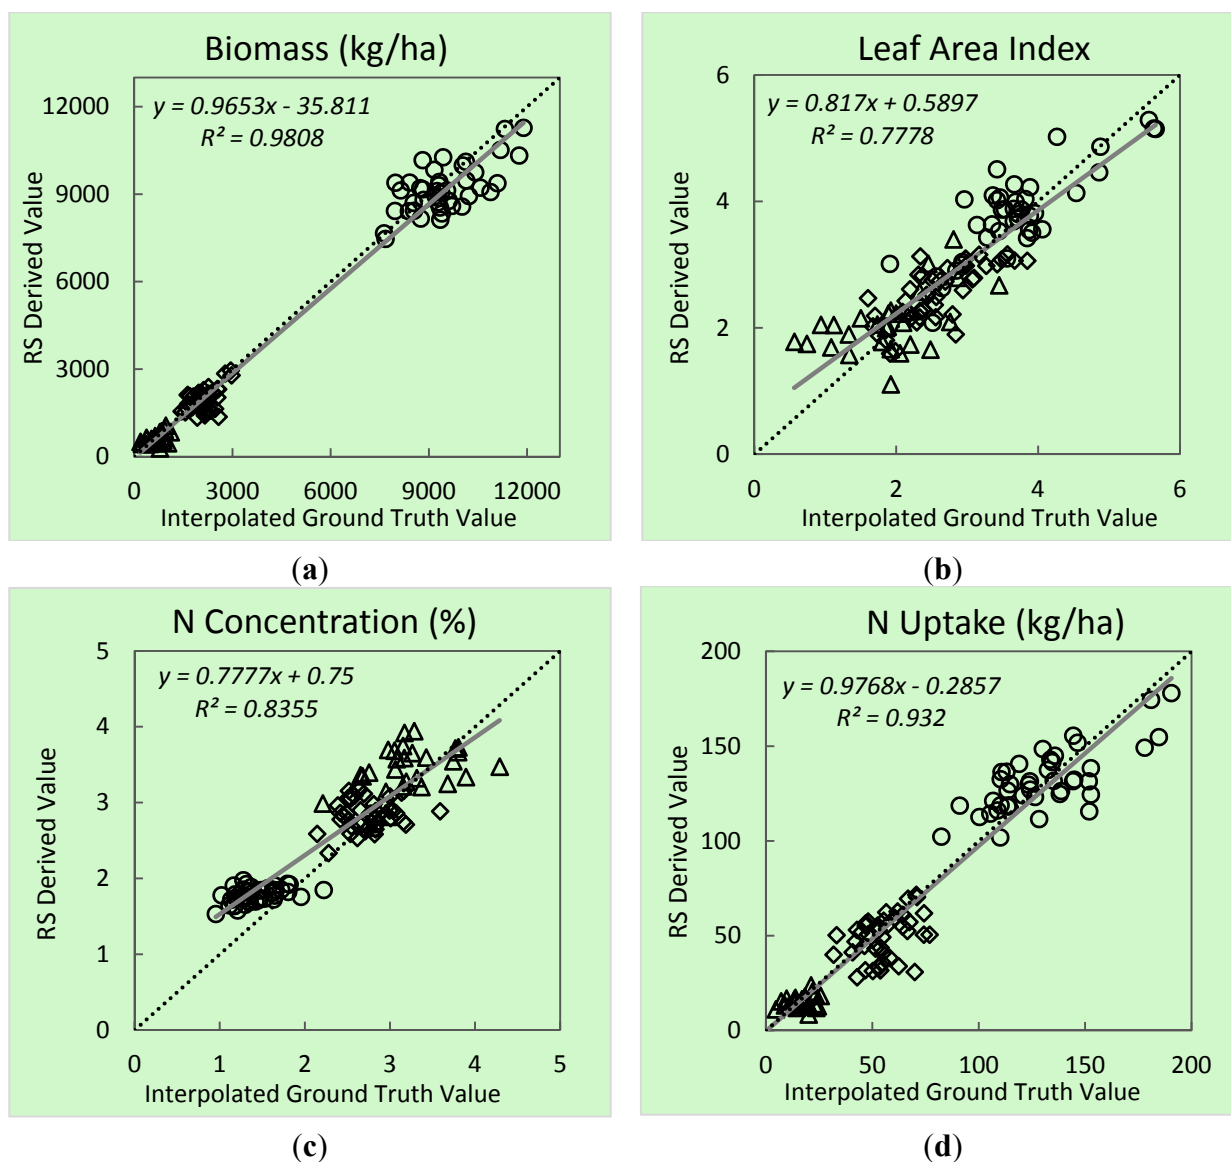 Biomass (kg/ha)
y = 0.9653x - 35.811
R² = 0.9808
RS Derived Value
12000
9000
6000
3000
0
0 3000 6000 9000 12000
Interpolated Ground Truth Value
(a)
Leaf Area Index
y = 0.817x + 0.5897
R² = 0.7778
RS Derived Value
6
4
2
0
0 2 4 6
Interpolated Ground Truth Value
(b)
N Concentration (%)
y = 0.7777x + 0.75
R² = 0.8355
RS Derived Value
5
4
3
2
1
0
0 1 2 3 4 5
Interpolated Ground Truth Value
(c)
N Uptake (kg/ha)
y = 0.9768x - 0.2857
R² = 0.932
RS Derived Value
200
150
100
50
0
0 50 100 150 200
Interpolated Ground Truth Value
(d)